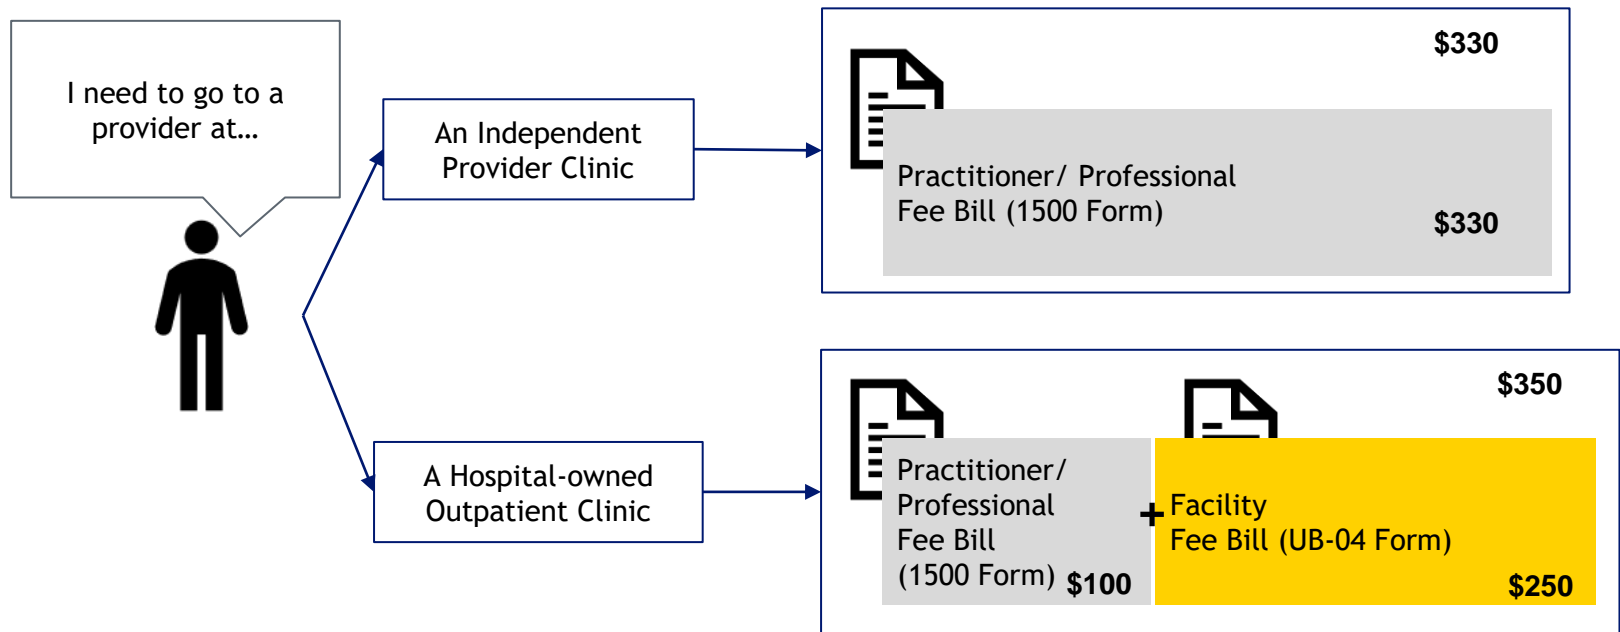 I need to go to a
provider at…
An Independent
Provider Clinic
$330
Practitioner/ Professional
Fee Bill (1500 Form)
$330
A Hospital-owned
Outpatient Clinic
$350
Practitioner/
Professional
Fee Bill
(1500 Form)
$100
+
Facility
Fee Bill (UB-04 Form)
$250